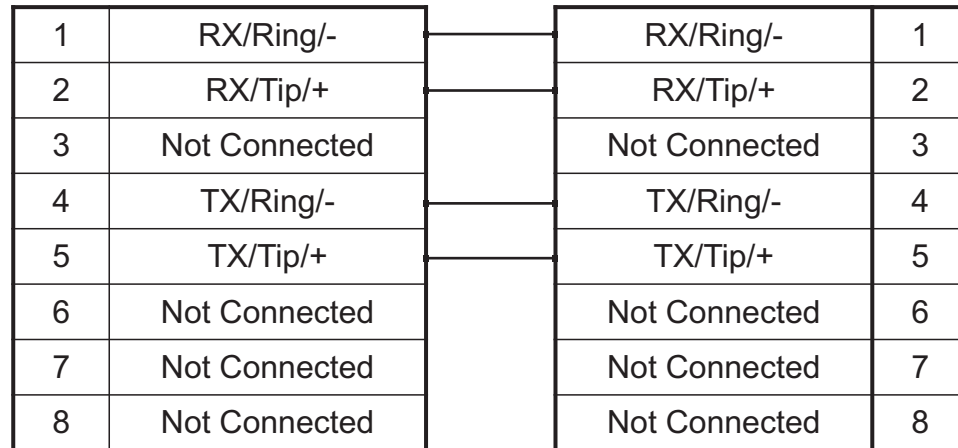 1 RX/Ring/- RX/Ring/- 1
2 RX/Tip/+ RX/Tip/+ 2
3 Not Connected Not Connected 3
4 TX/Ring/- TX/Ring/- 4
5 TX/Tip/+ TX/Tip/+ 5
6 Not Connected Not Connected 6
7 Not Connected Not Connected 7
8 Not Connected Not Connected 8